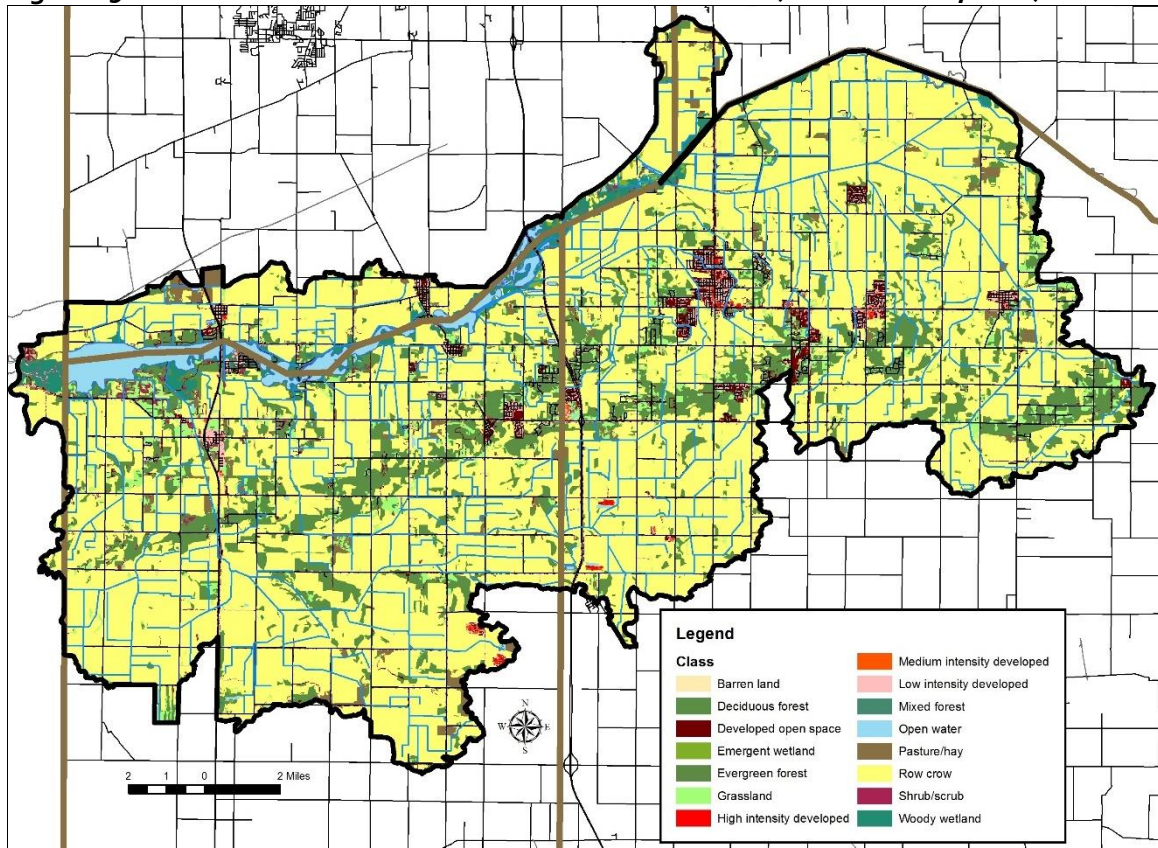 N
W E
S
2 1 0 2 Miles
Legend
Class
Barren land
Deciduous forest
Developed open space
Emergent wetland
Evergreen forest
Grassland
High intensity developed
Medium intensity developed
Low intensity developed
Mixed forest
Open water
Pasture/hay
Row crow
Shrub/scrub
Woody wetland